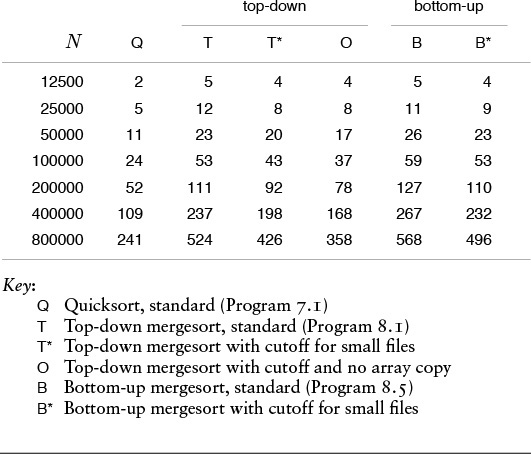 top-down bottom-up
N Q T T* O B B*
12500 2 5 4 4 5 4
25000 5 12 8 8 11 9
50000 11 23 20 17 26 23
100000 24 53 43 37 59 53
200000 52 111 92 78 127 110
400000 109 237 198 168 267 232
800000 241 524 426 358 568 496
Key:
Q Quicksort, standard (Program 7.1)
T Top-down mergesort, standard (Program 8.1)
T* Top-down mergesort with cutoff for small files
O Top-down mergesort with cutoff and no array copy
B Bottom-up mergesort, standard (Program 8.5)
B* Bottom-up mergesort with cutoff for small files